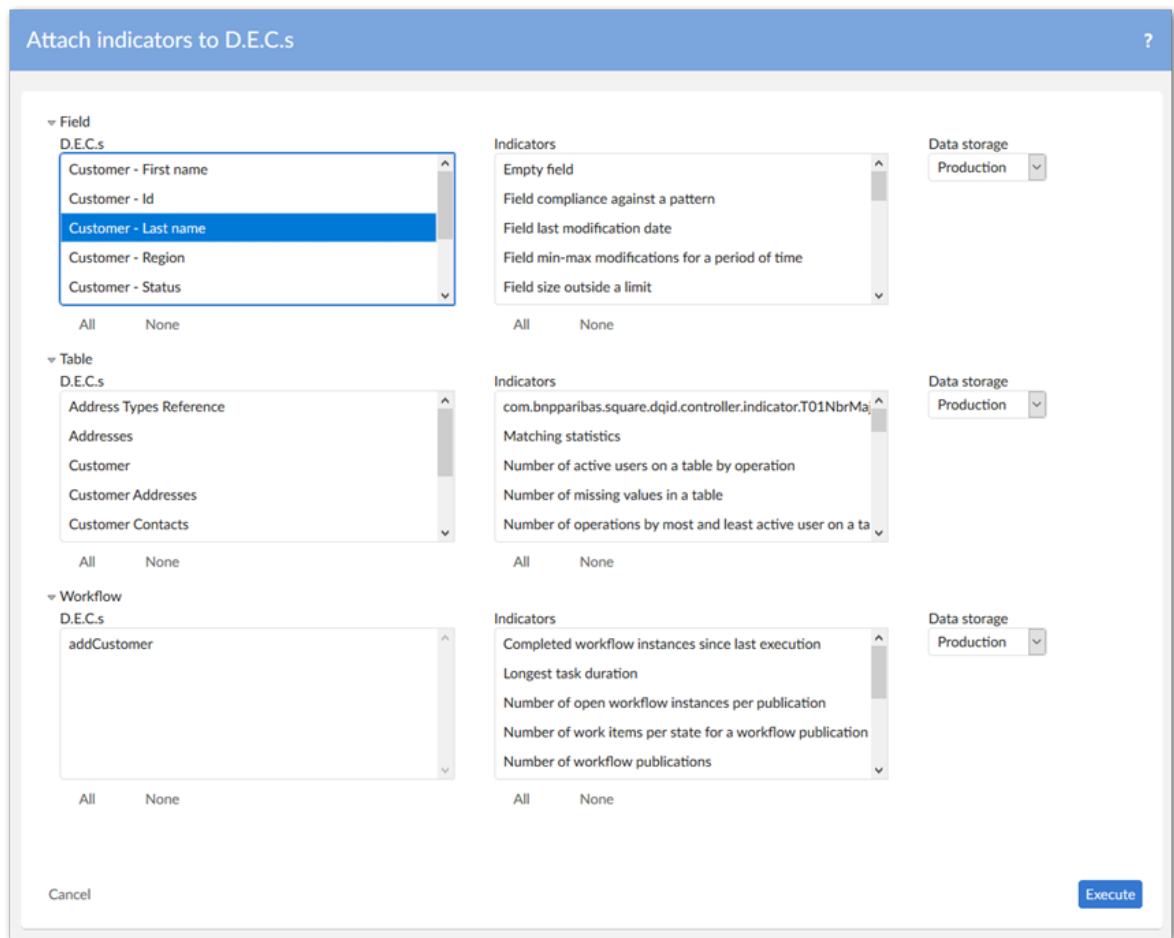 Attach indicators to D.E.C.s ?
Field
D.E.C.s Indicators Data storage
Customer - First name Empty field Production
Customer - Id Field compliance against a pattern
Customer - Last name Field last modification date
Customer - Region Field min-max modifications for a period of time
Customer - Status Field size outside a limit
All None All None
Table
D.E.C.s Indicators Data storage
Address Types Reference com.bnpparibas.square.dqid.controller.indicator.T01NbrMaj Production
Addresses Matching statistics
Customer Number of active users on a table by operation
Customer Addresses Number of missing values in a table
Customer Contacts Number of operations by most and least active user on a ta
All None All None
Workflow
D.E.C.s Indicators Data storage
addCustomer Completed workflow instances since last execution Production
Longest task duration
Number of open workflow instances per publication
Number of work items per state for a workflow publication
Number of workflow publications
All None All None
Cancel Execute